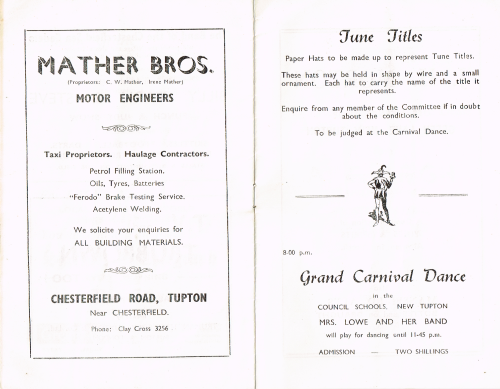 MATHER BROS.
(Proprietors: C. W. Mather, Irene Mather)
MOTOR ENGINEERS
Taxi Proprietors. Haulage Contractors.
Petrol Filling Station.
Oils, Tyres, Batteries
"Ferodo" Brake Testing Service.
Acetylene Welding.
We solicite your enquiries for
ALL BUILDING MATERIALS.
CHESTERFIELD ROAD, TUPTON
Near CHESTERFIELD.
Phone: Clay Cross 3256
Tune Titles
Paper Hats to be made up to represent Tune Titles.
These hats may be held in shape by wire and a small
ornament. Each hat to carry the name of the title it
represents.
Enquire from any member of the Committee if in doubt
about the conditions.
To be judged at the Carnival Dance.
8-00 p.m.
Grand Carnival Dance
in the
COUNCIL SCHOOLS, NEW TUPTON
MRS. LOWE AND HER BAND
will play for dancing until 11-45 p.m.
ADMISSION — TWO SHILLINGS